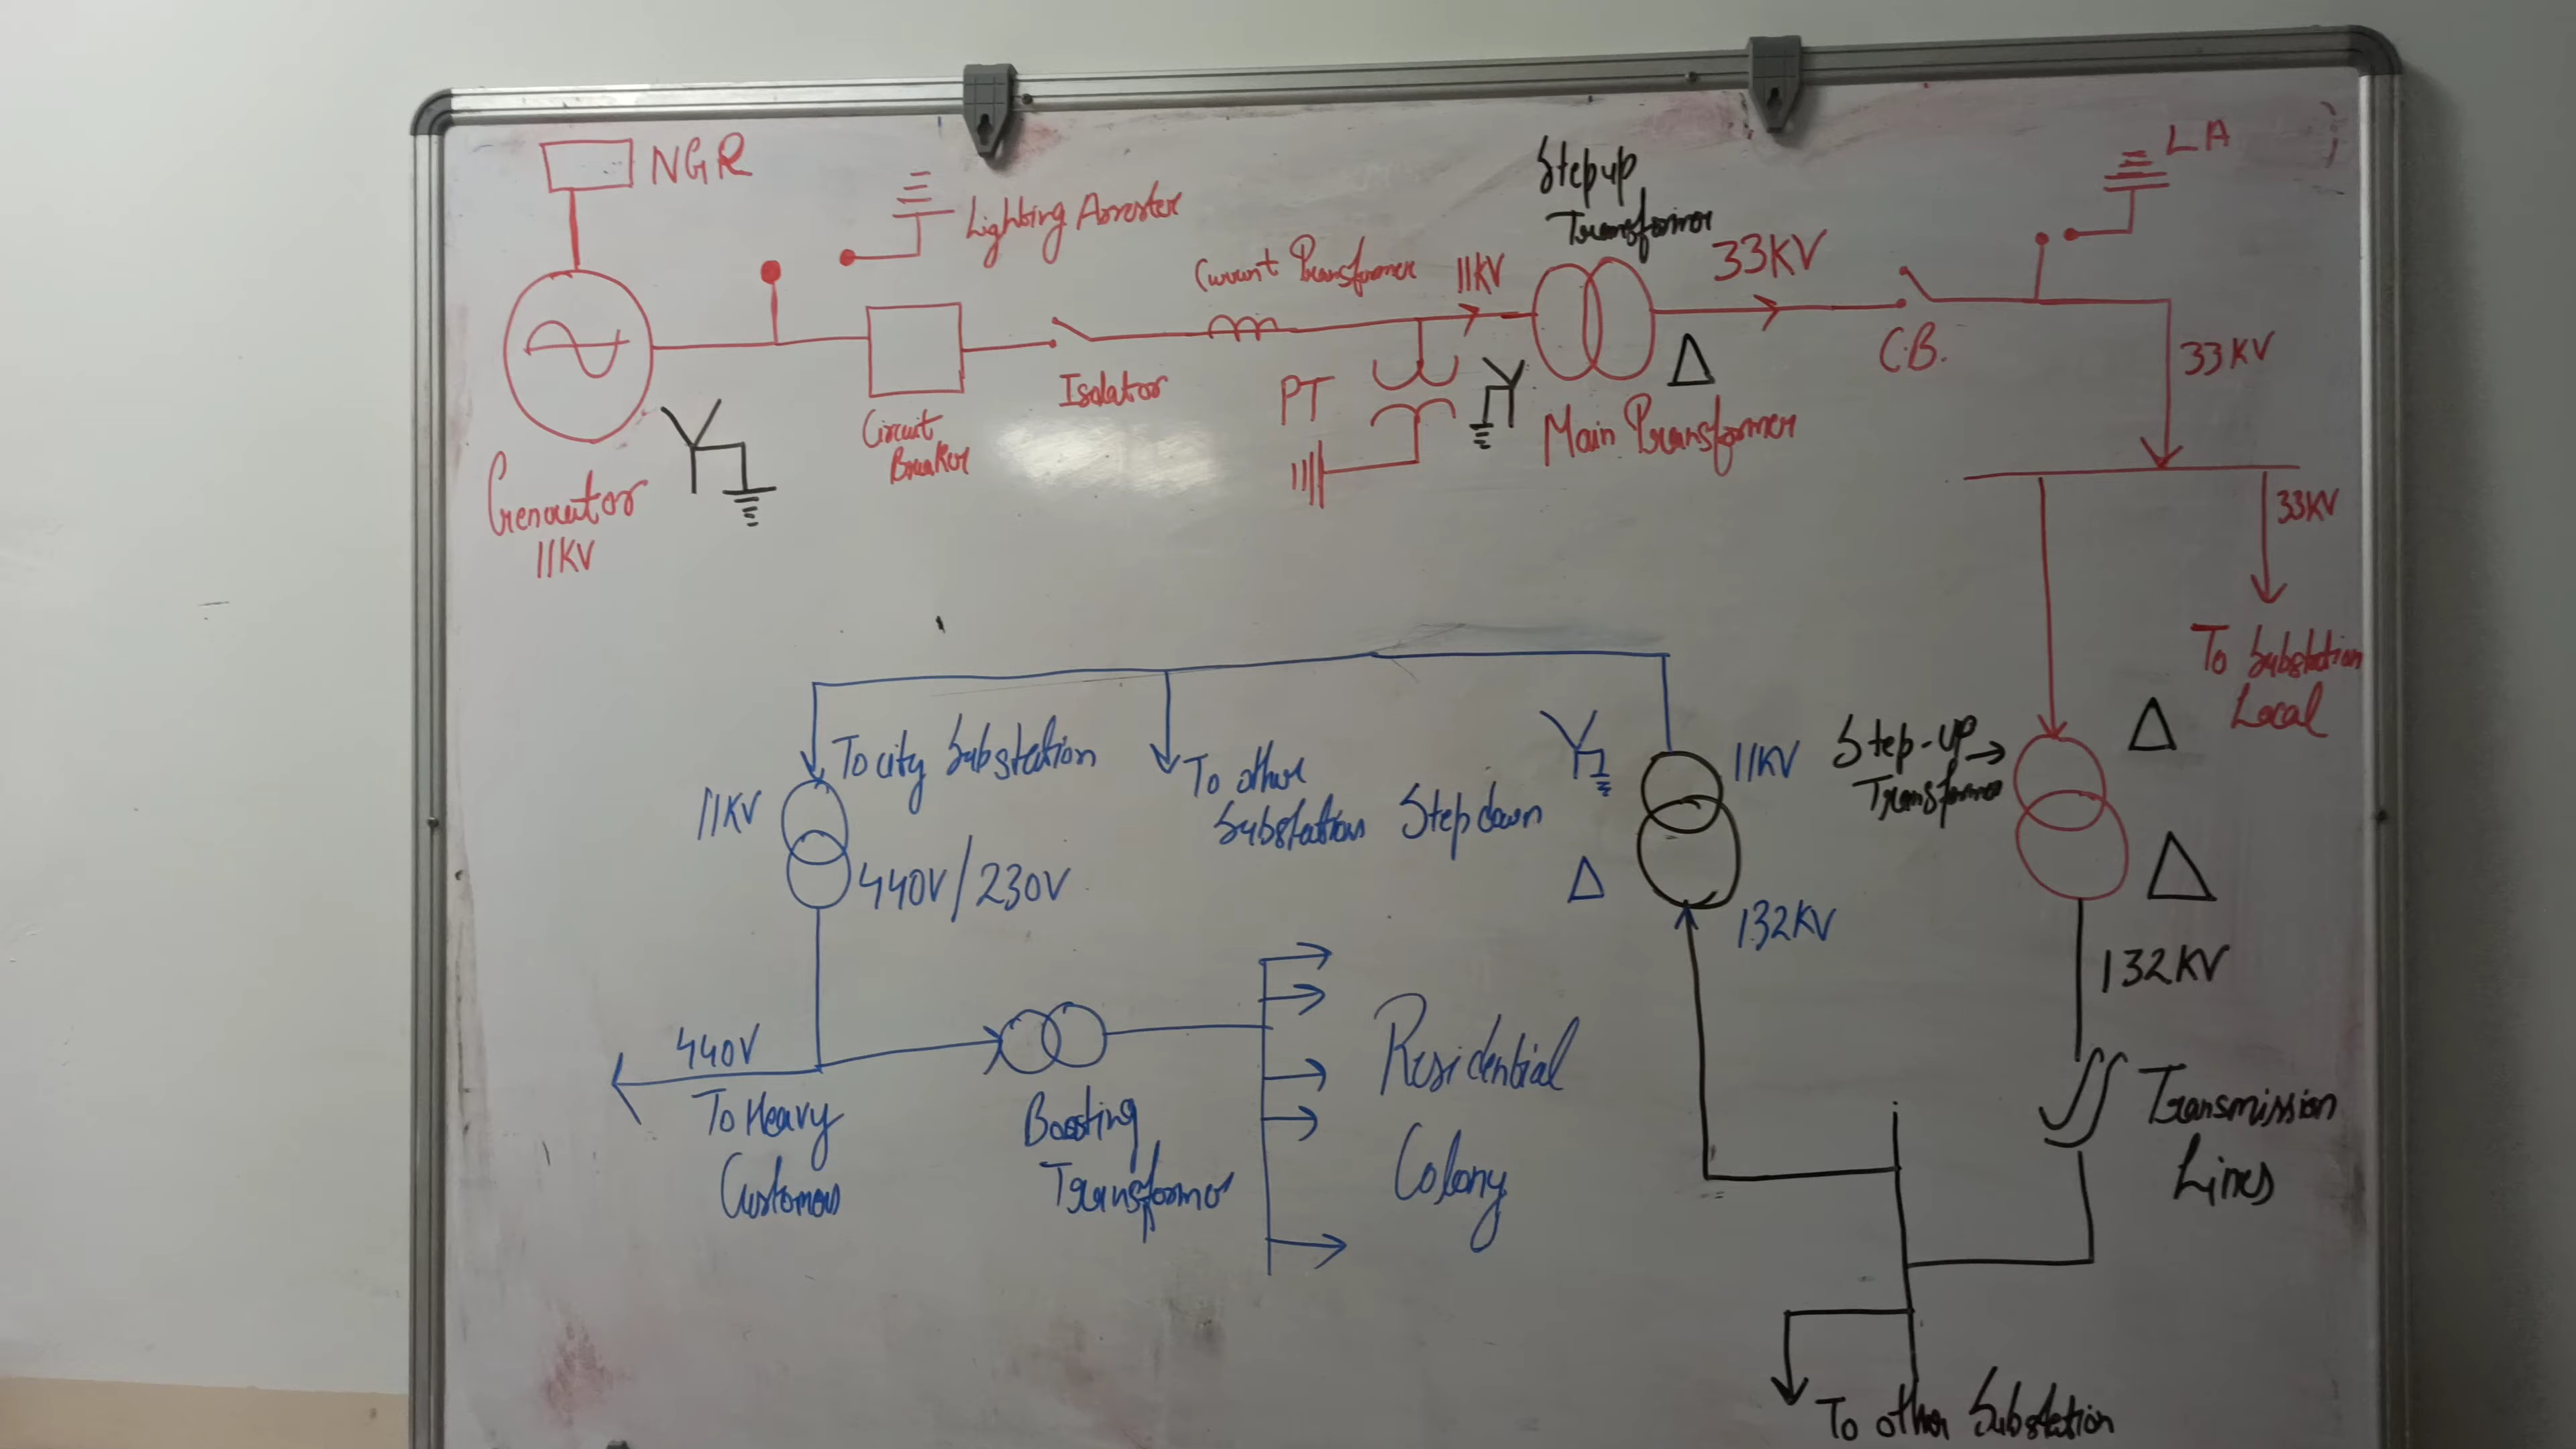 NGR
Lighting Arrester
Generator
11KV
Circuit
Breaker
Isolator
Current Transformer
PT
11KV
Step up
Transformer
Main Transformer
Δ
33KV
C.B.
LA
33KV
33KV
To Substation
Local
Step-up →
Transformer
Δ
Δ
132KV
Transmission
Lines
To other Substation
11KV
132KV
Step down
Δ
To other
Substation
To city Substation
11KV
440V/230V
440V
To Heavy
Customers
Boosting
Transformer
Residential
Colony